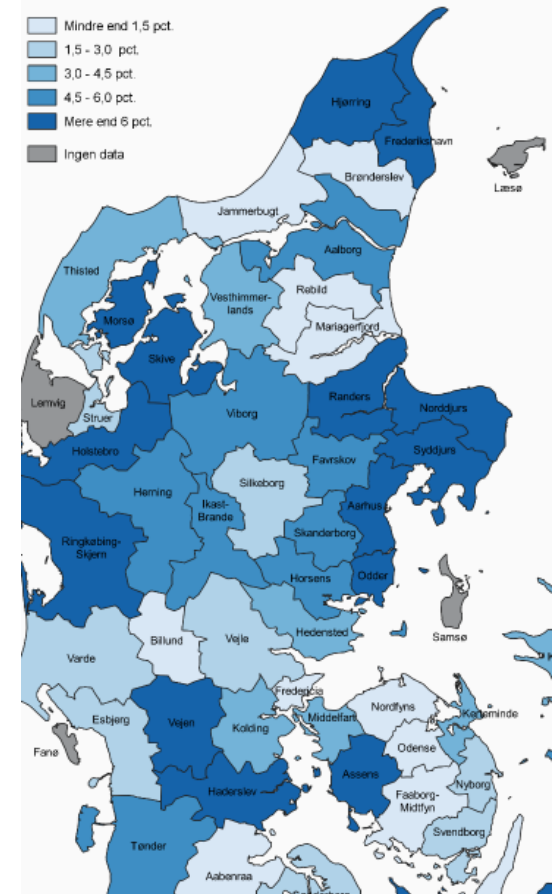 Mindre end 1,5 pct.
1,5 - 3,0 pct.
3,0 - 4,5 pct.
4,5 - 6,0 pct.
Mere end 6 pct.
Ingen data
Hjørring
Frederikshavn
Brønderslev
Læsø
Jammerbugt
Aalborg
Thisted
Rebild
Vesthimmer-
lands
Morsø
Mariagerfjord
Skive
Lemvig
Randers
Norddjurs
Struer
Viborg
Holstebro
Favrskov
Syddjurs
Silkeborg
Herning
Ikast-
Brande
Aarhus
Skanderborg
Ringkøbing-
Skjern
Horsens
Odder
Hedensted
Samsø
Billund
Vejle
Varde
Fredericia
Nordfyns
Esbjerg
Vejen
Kolding
Middelfart
Kerteminde
Fanø
Odense
Assens
Nyborg
Haderslev
Faaborg-
Midtfyn
Svendborg
Tønder
Aabenraa